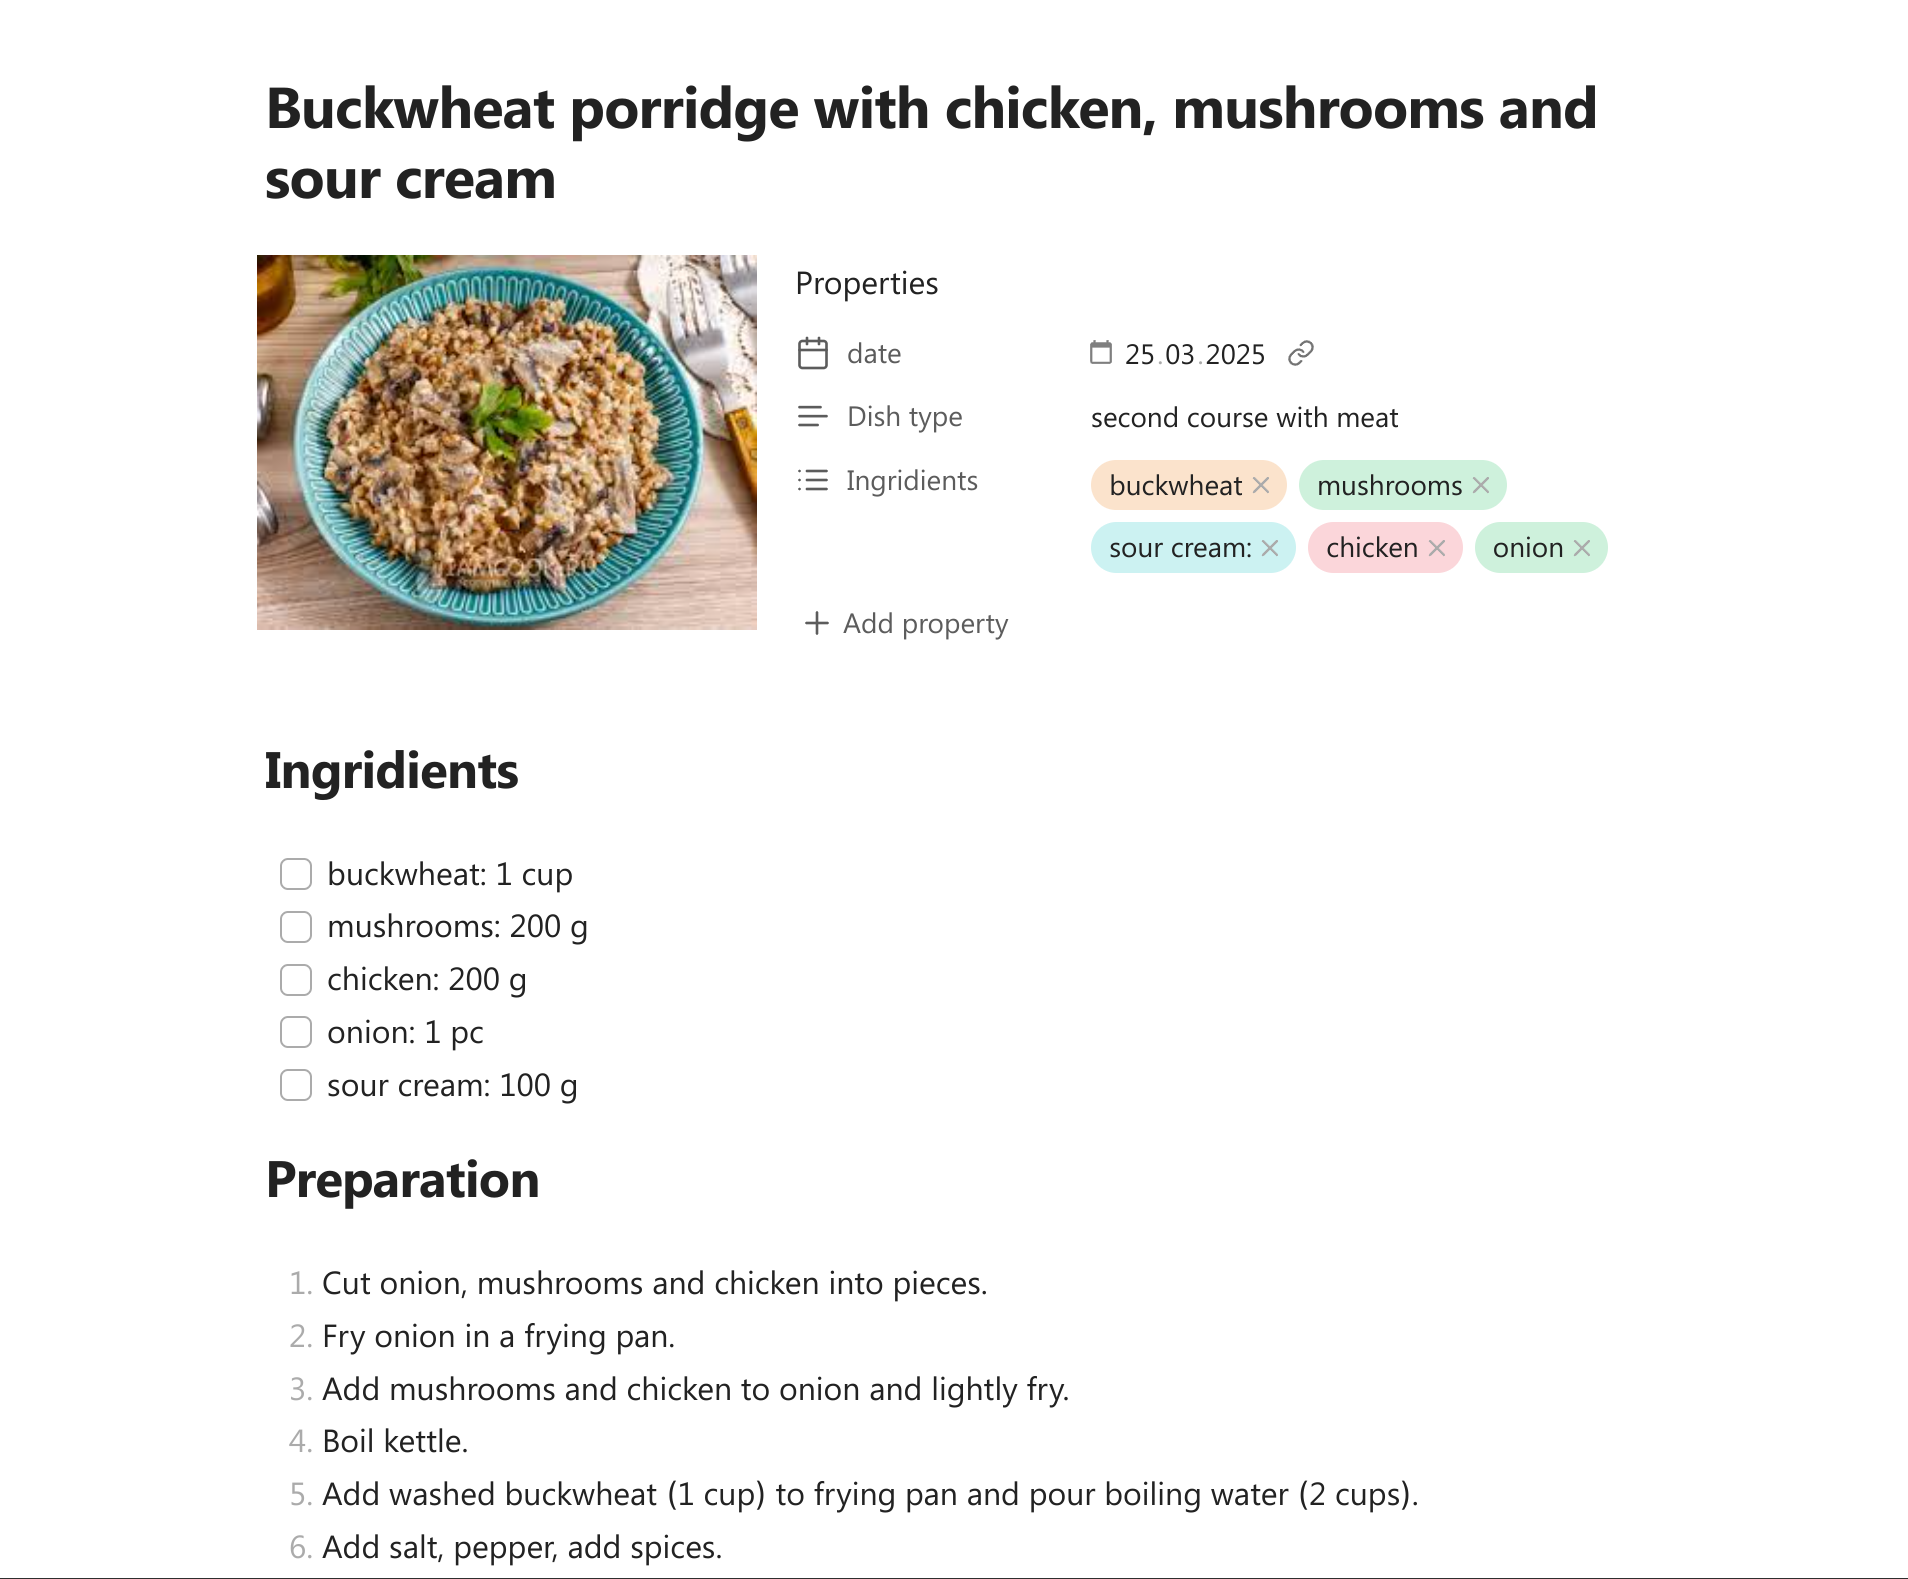 Buckwheat porridge with chicken, mushrooms and
sour cream
Properties
date 25.03.2025
Dish type second course with meat
Ingridients buckwheat mushrooms
sour cream: chicken onion
Add property
Ingridients
buckwheat: 1 cup
mushrooms: 200 g
chicken: 200 g
onion: 1 pc
sour cream: 100 g
Preparation
1. Cut onion, mushrooms and chicken into pieces.
2. Fry onion in a frying pan.
3. Add mushrooms and chicken to onion and lightly fry.
4. Boil kettle.
5. Add washed buckwheat (1 cup) to frying pan and pour boiling water (2 cups).
6. Add salt, pepper, add spices.